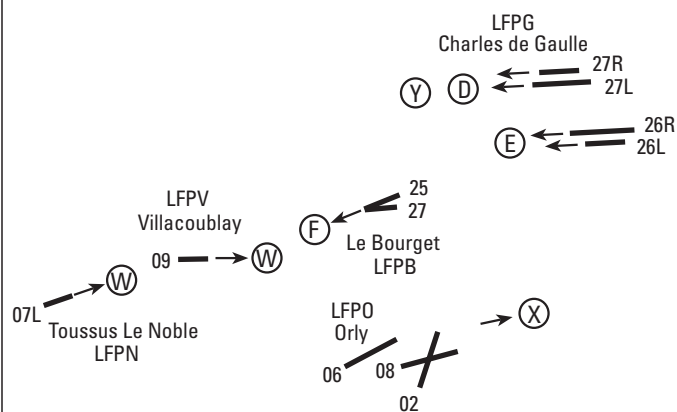 LFPG
Charles de Gaulle
27R
27L
Y
D
26R
26L
E
25
27
LFPV
Villacoublay
F
Le Bourget
LFPB
09
W
W
07L
Toussus Le Noble
LFPN
LFPO
Orly
X
06
08
02